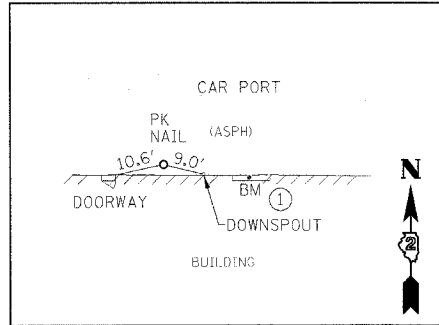 CAR PORT
PK
NAIL
(ASPH)
10.6'
9.0'
N
DOORWAY
BM
1
DOWNSPOUT
2
BUILDING